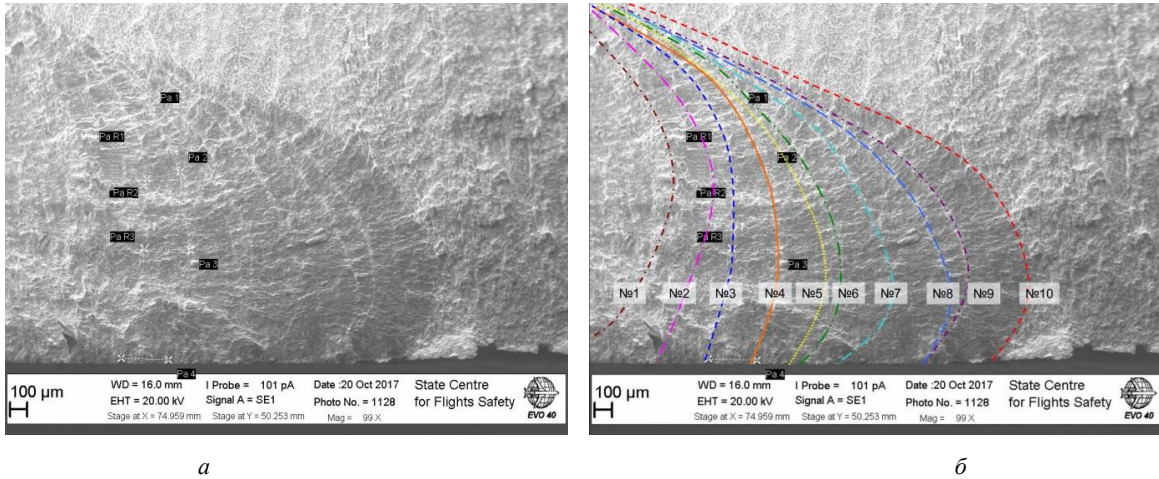 Pa 1
Pa R1
Pa 2
Pa R2
Pa R3
Pa 3
Pa 4
100 µm
WD = 16.0 mm I Probe = 101 pA Date :20 Oct 2017 State Centre
EHT = 20.00 kV Signal A = SE1 Photo No. = 1128 for Flights Safety
Stage at X = 74.959 mm Stage at Y = 50.253 mm Mag = 99 X EVO 40
а
Pa 1
Pa R1
Pa 2
Pa R2
Pa R3
Pa 3
№1 №2 №3 №4 №5 №6 №7 №8 №9 №10
Pa 4
100 µm
WD = 16.0 mm I Probe = 101 pA Date :20 Oct 2017 State Centre
EHT = 20.00 kV Signal A = SE1 Photo No. = 1128 for Flights Safety
Stage at X = 74.959 mm Stage at Y = 50.253 mm Mag = 99 X EVO 40
б